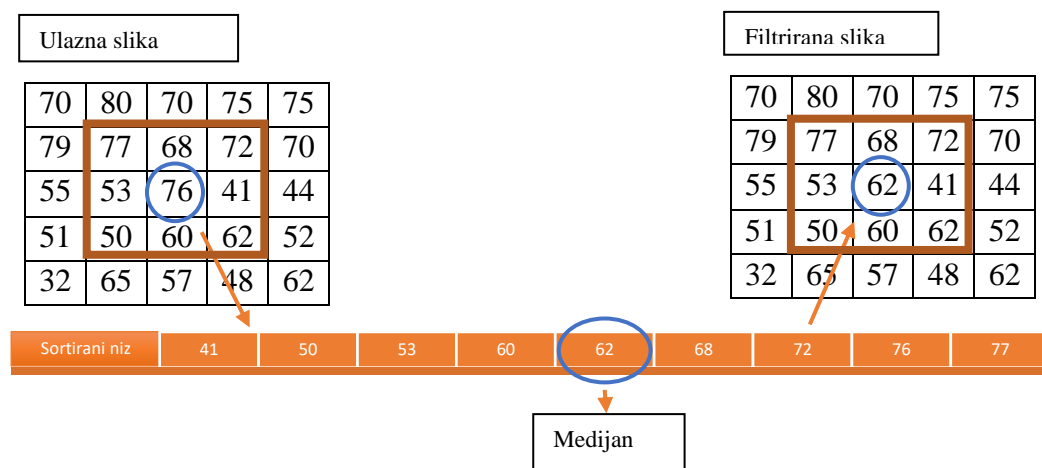 Ulazna slika
Filtrirana slika
70 80 70 75 75
79 77 68 72 70
55 53 76 41 44
51 50 60 62 52
32 65 57 48 62
70 80 70 75 75
79 77 68 72 70
55 53 62 41 44
51 50 60 62 52
32 65 57 48 62
Sortirani niz 41 50 53 60 62 68 72 76 77
Medijan